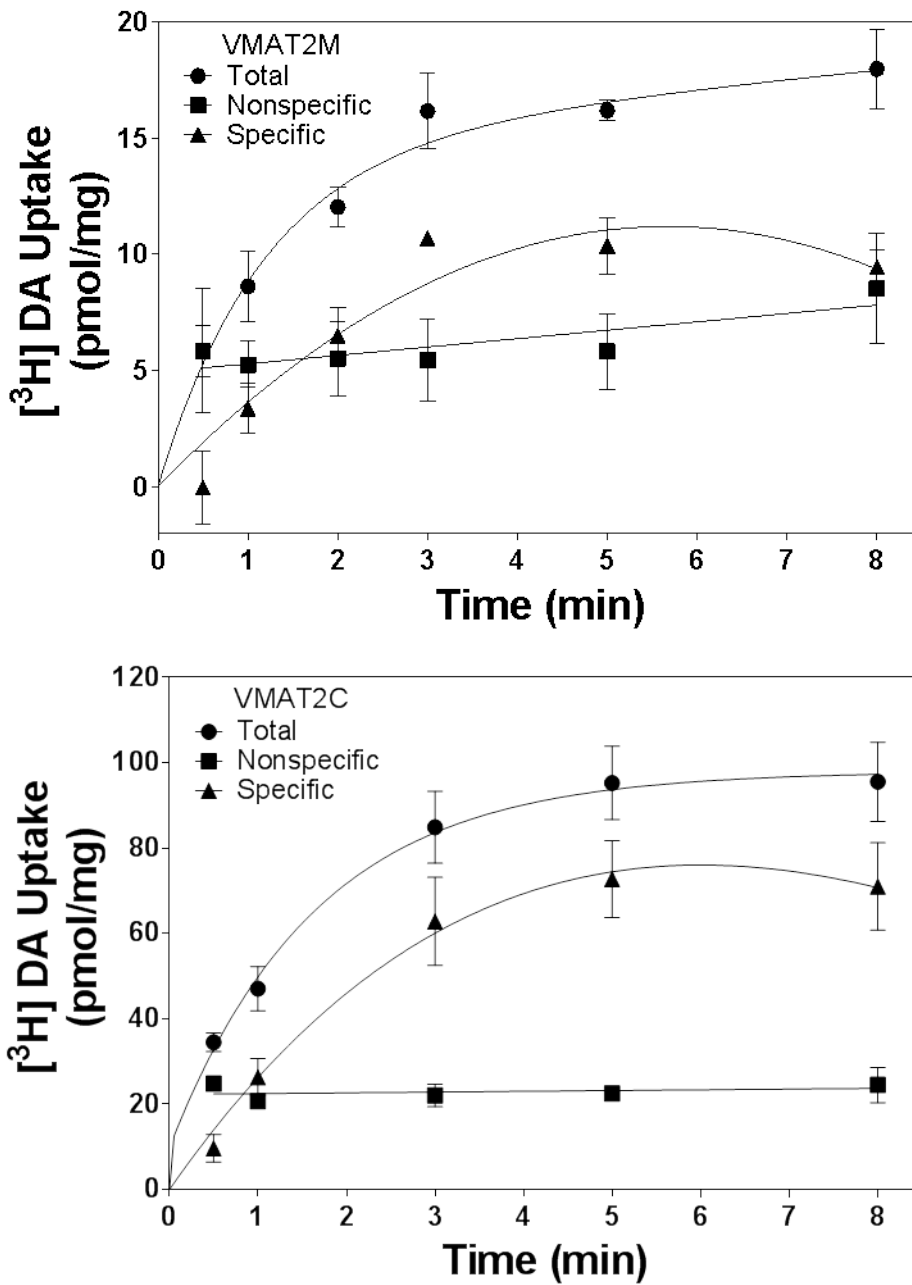 VMAT2M
Total
Nonspecific
Specific
20
15
10
5
0
[³H] DA Uptake
(pmol/mg)
0 1 2 3 4 5 6 7 8
Time (min)
VMAT2C
Total
Nonspecific
Specific
120
100
80
60
40
20
0
[³H] DA Uptake
(pmol/mg)
0 1 2 3 4 5 6 7 8
Time (min)